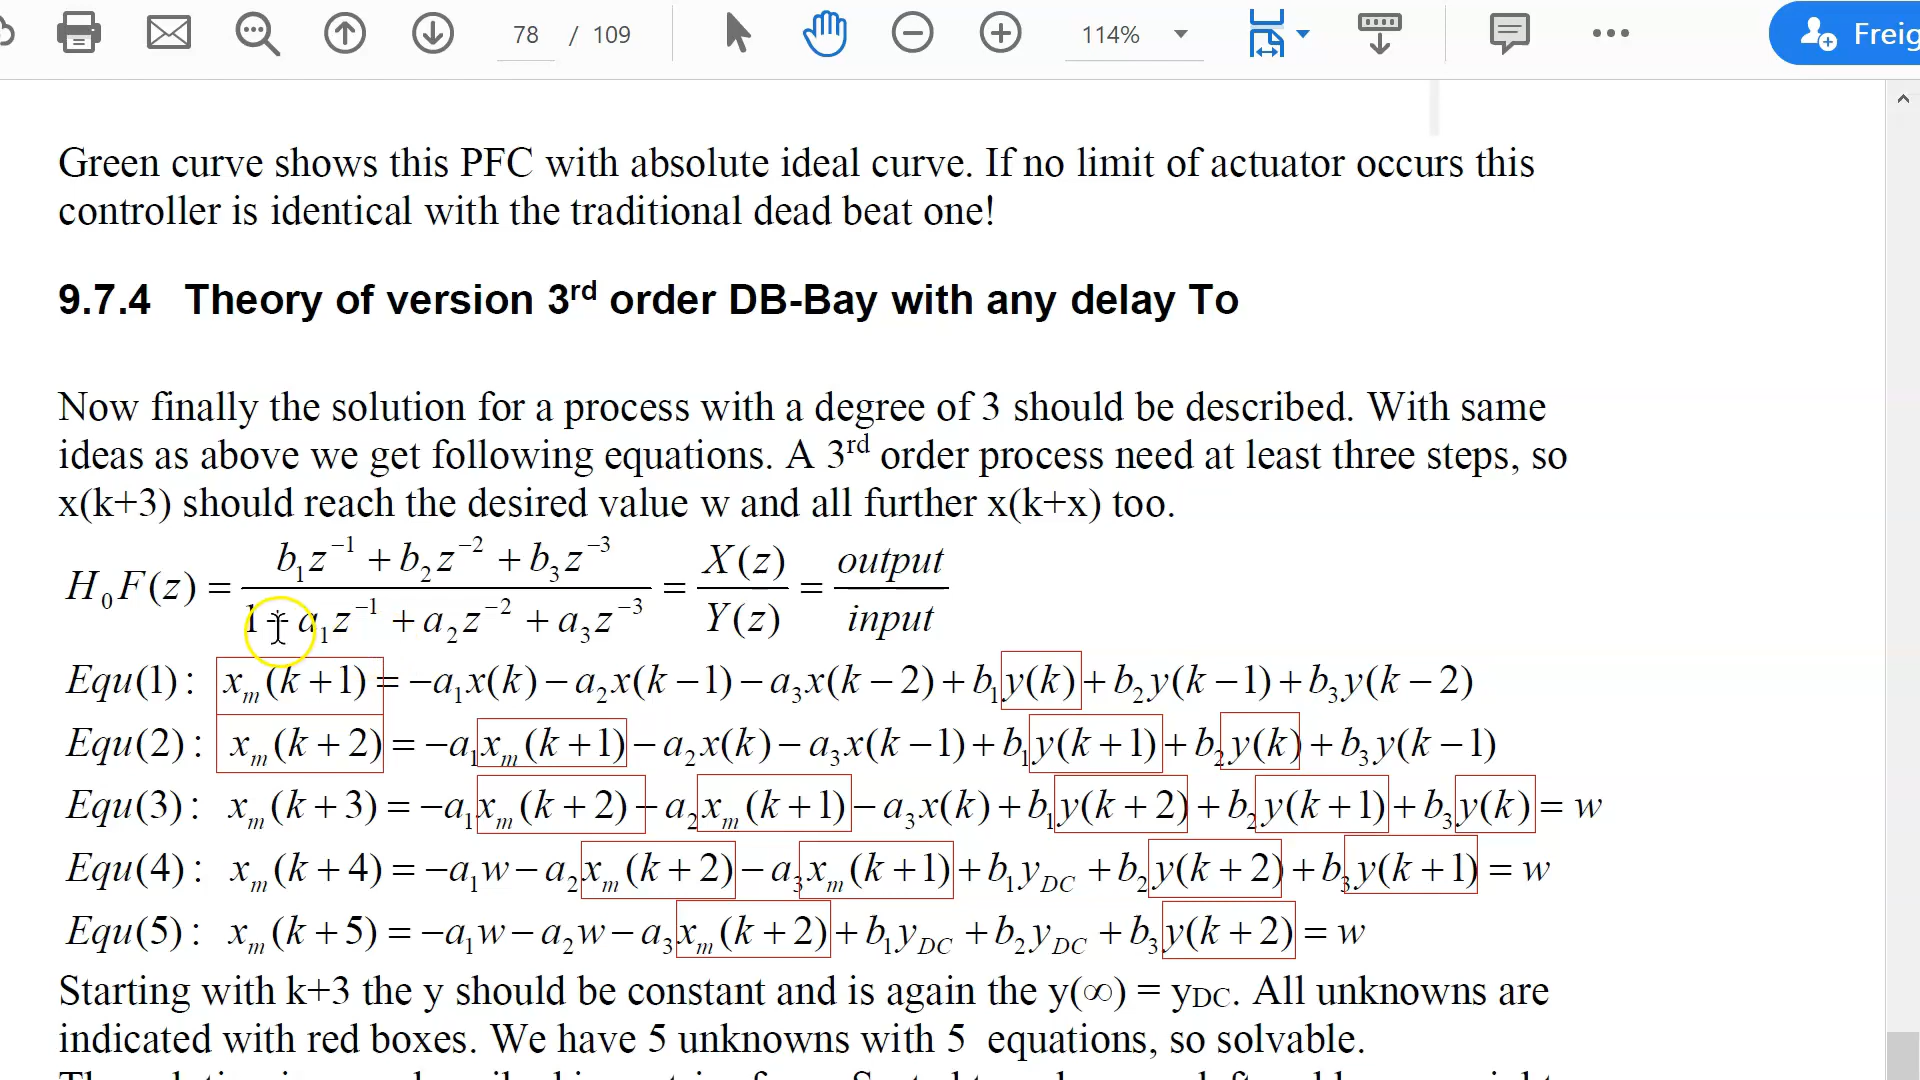 78 / 109 114% Freig
Green curve shows this PFC with absolute ideal curve. If no limit of actuator occurs this
controller is identical with the traditional dead beat one!
9.7.4 Theory of version 3rd order DB-Bay with any delay To
Now finally the solution for a process with a degree of 3 should be described. With same
ideas as above we get following equations. A 3rd order process need at least three steps, so
x(k+3) should reach the desired value w and all further x(k+x) too.
H₀F(z) = (b₁z⁻¹ + b₂z⁻² + b₃z⁻³) / (1 + a₁z⁻¹ + a₂z⁻² + a₃z⁻³) = X(z) / Y(z) = output / input
Equ(1): xₘ(k+1) = −a₁x(k) − a₂x(k−1) − a₃x(k−2) + b₁y(k) + b₂y(k−1) + b₃y(k−2)
Equ(2): xₘ(k+2) = −a₁xₘ(k+1) − a₂x(k) − a₃x(k−1) + b₁y(k+1) + b₂y(k) + b₃y(k−1)
Equ(3): xₘ(k+3) = −a₁xₘ(k+2) − a₂xₘ(k+1) − a₃x(k) + b₁y(k+2) + b₂y(k+1) + b₃y(k) = w
Equ(4): xₘ(k+4) = −a₁w − a₂xₘ(k+2) − a₃xₘ(k+1) + b₁y_DC + b₂y(k+2) + b₃y(k+1) = w
Equ(5): xₘ(k+5) = −a₁w − a₂w − a₃xₘ(k+2) + b₁y_DC + b₂y_DC + b₃y(k+2) = w
Starting with k+3 the y should be constant and is again the y(∞) = yDC. All unknowns are
indicated with red boxes. We have 5 unknowns with 5 equations, so solvable.